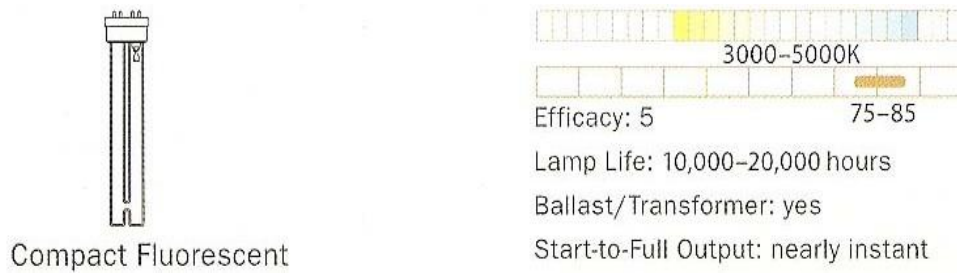 3000–5000K
75–85
Efficacy: 5
Lamp Life: 10,000–20,000 hours
Ballast/Transformer: yes
Start-to-Full Output: nearly instant
Compact Fluorescent